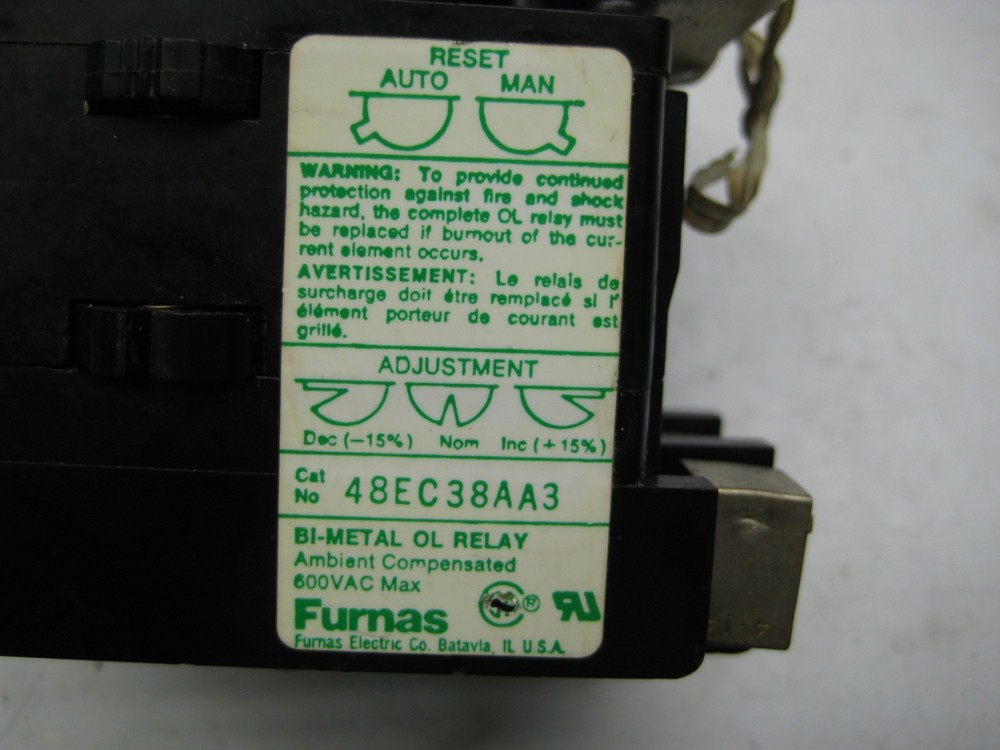 RESET
AUTO MAN
WARNING: To provide continued
protection against fire and shock
hazard, the complete OL relay must
be replaced if burnout of the cur-
rent element occurs.
AVERTISSEMENT: Le relais de
surcharge doit étre remplacé si l'
élément porteur de courant est
grillé.
ADJUSTMENT
Dec (-15%) Nom Inc (+15%)
Cat
No 48EC38AA3
BI-METAL OL RELAY
Ambient Compensated
600VAC Max
Furnas ® RU
Furnas Electric Co. Batavia, IL U.S.A.